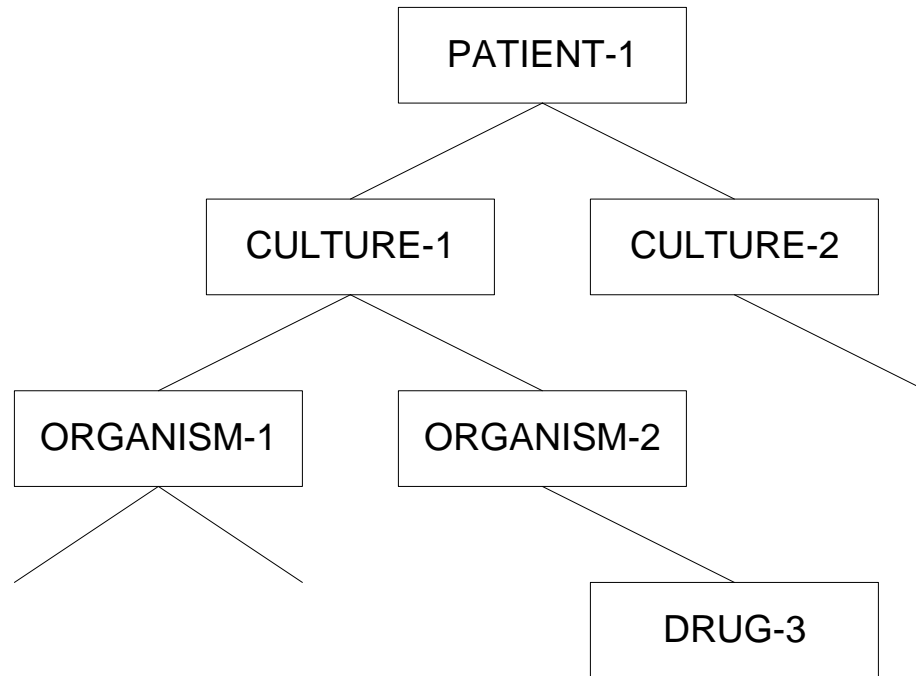 PATIENT-1
CULTURE-1
CULTURE-2
ORGANISM-1
ORGANISM-2
DRUG-3